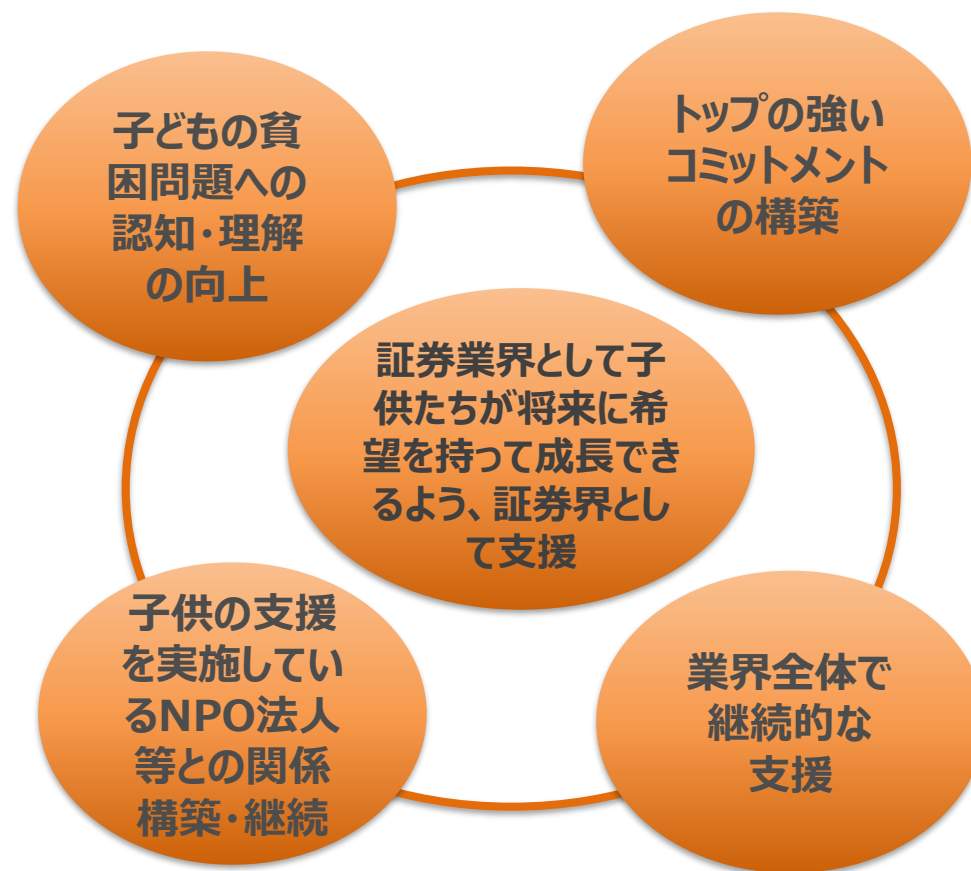 子どもの貧
困問題への
認知・理解
の向上
トップの強い
コミットメント
の構築
証券業界として子
供たちが将来に希
望を持って成長でき
るよう、証券界とし
て支援
子供の支援
を実施してい
るNPO法人
等との関係
構築・継続
業界全体で
継続的な
支援